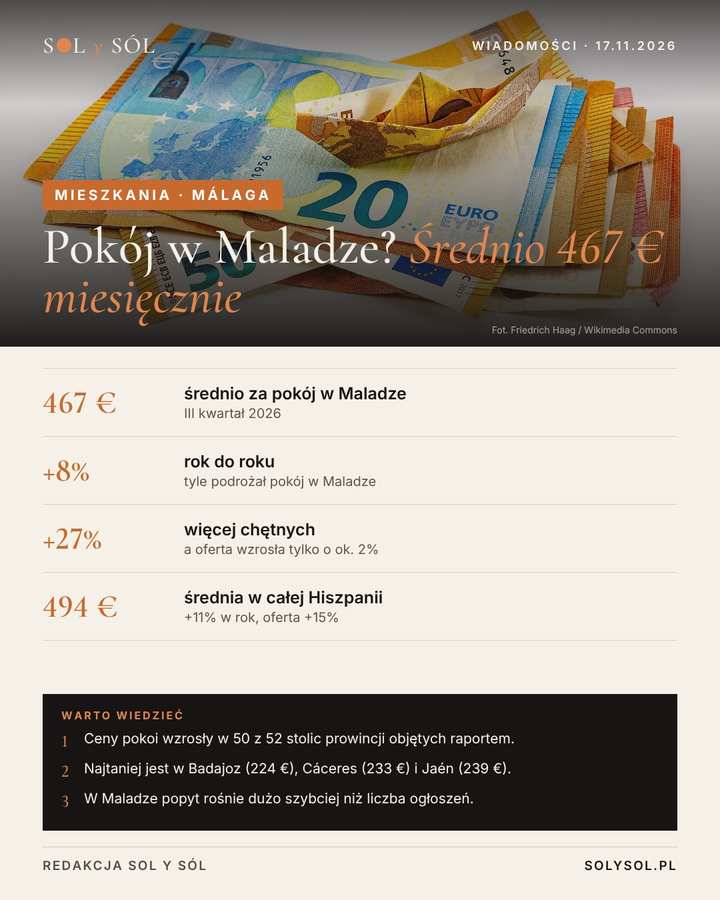 SOL y SÓL
WIADOMOŚCI · 17.11.2026
MIESZKANIA · MÁLAGA
Pokój w Maladze? Średnio 467 €
miesięcznie
20
EURO
50
Fot. Friedrich Haag / Wikimedia Commons
467 €
średnio za pokój w Maladze
III kwartał 2026
+8%
rok do roku
tyle podrożał pokój w Maladze
+27%
więcej chętnych
a oferta wzrosła tylko o ok. 2%
494 €
średnia w całej Hiszpanii
+11% w rok, oferta +15%
WARTO WIEDZIEĆ
1 Ceny pokoi wzrosły w 50 z 52 stolic prowincji objętych raportem.
2 Najtaniej jest w Badajoz (224 €), Cáceres (233 €) i Jaén (239 €).
3 W Maladze popyt rośnie dużo szybciej niż liczba ogłoszeń.
REDAKCJA SOL Y SÓL
SOLYSOL.PL